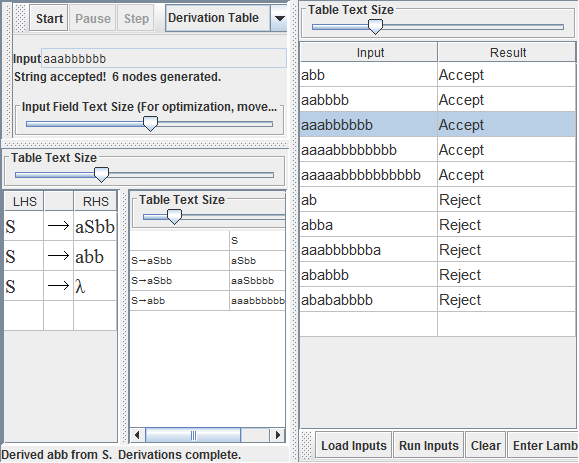 Start Pause Step Derivation Table
Input aaabbbbbb
String accepted! 6 nodes generated.
Input Field Text Size (For optimization, move...
Table Text Size
LHS RHS
S → aSbb
S → abb
S → λ
Table Text Size
S
S→aSbb aSbb
S→aSbb aaSbbbb
S→abb aaabbbbbb
Derived abb from S. Derivations complete.
Table Text Size
Input Result
abb Accept
aabbbb Accept
aaabbbbbb Accept
aaaabbbbbbbb Accept
aaaaabbbbbbbbbb Accept
ab Reject
abba Reject
aaabbbbbba Reject
ababbb Reject
abababbbb Reject
Load Inputs Run Inputs Clear Enter Lamb